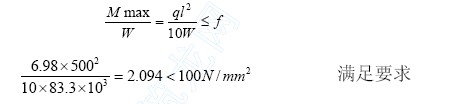 M max / W = ql² / 10W ≤ f
6.98×500² / 10×83.3×10³ = 2.094 < 100N / mm² 满足要求